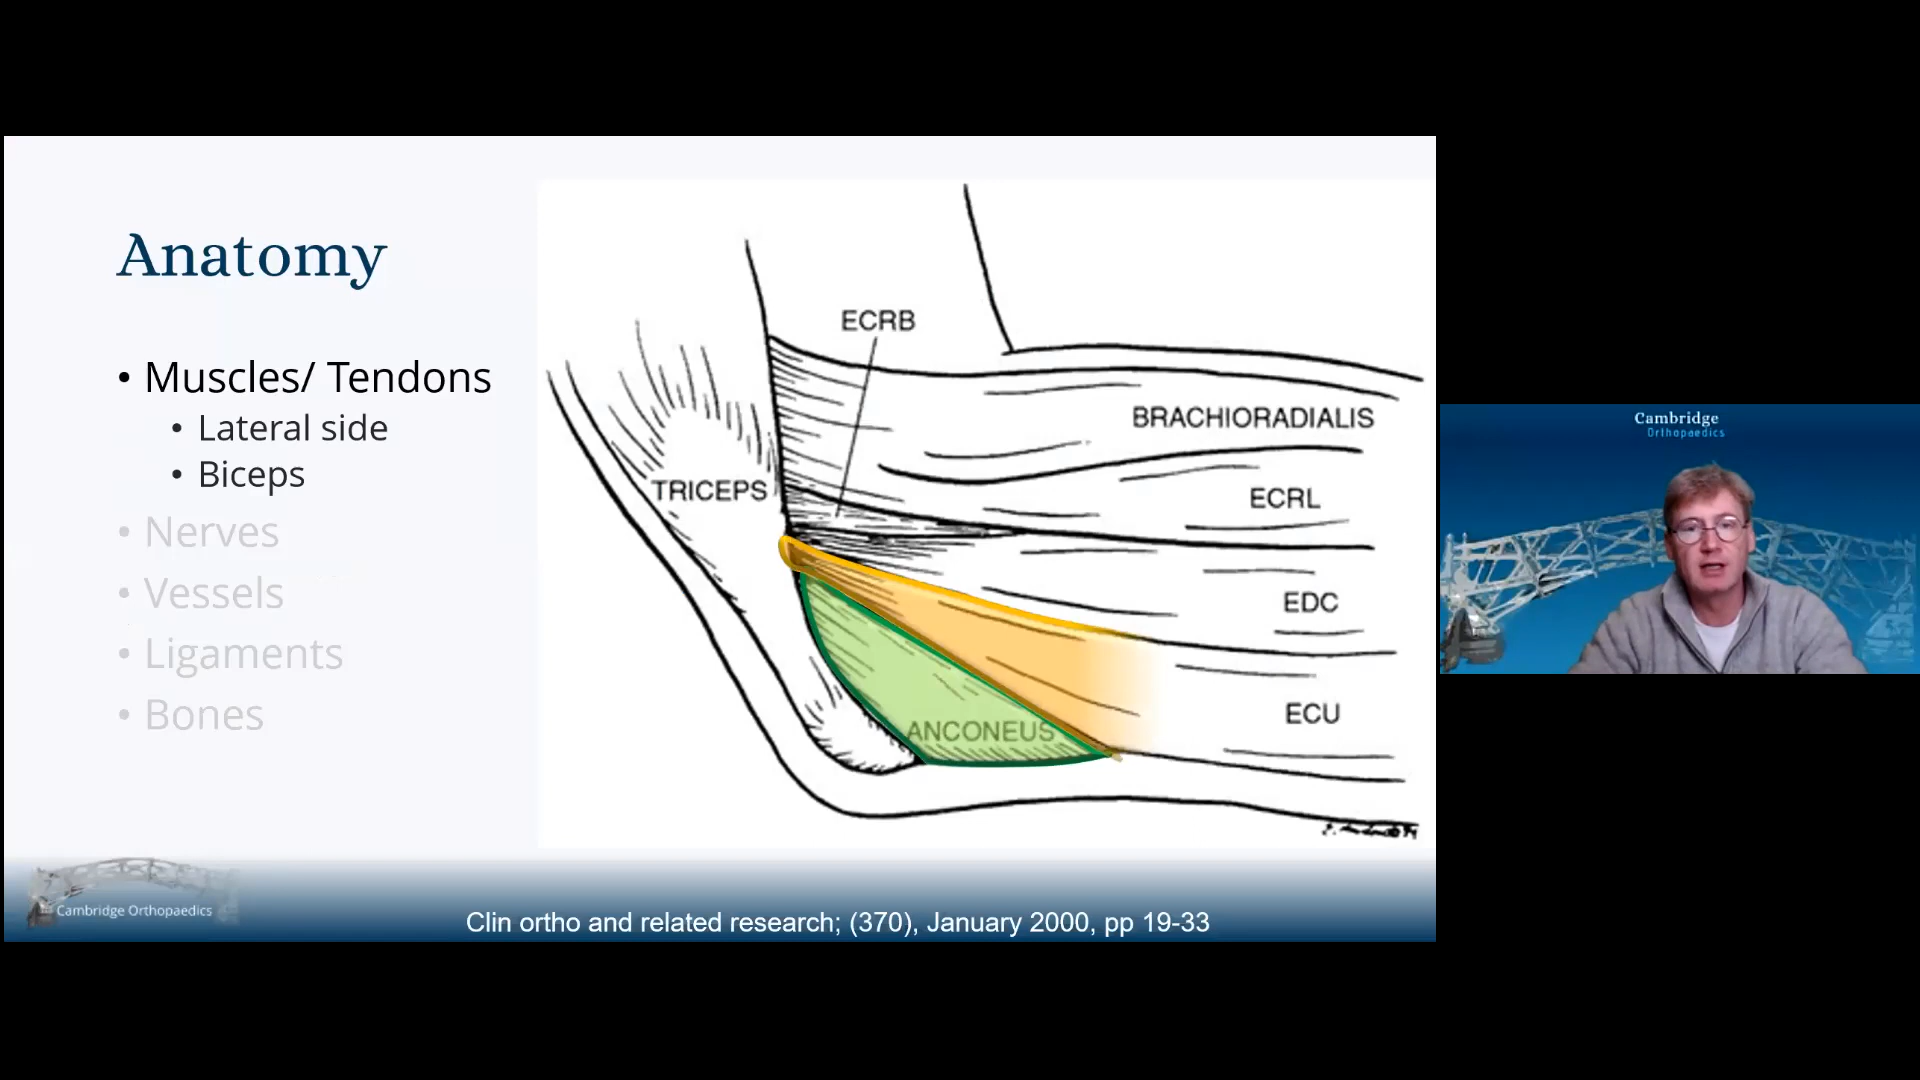 Anatomy
• Muscles/ Tendons
• Lateral side
• Biceps
• Nerves
• Vessels
• Ligaments
• Bones
ECRB
BRACHIORADIALIS
TRICEPS
ECRL
EDC
ECU
ANCONEUS
Cambridge Orthopaedics
Clin ortho and related research; (370), January 2000, pp 19-33
Cambridge
Orthopaedics